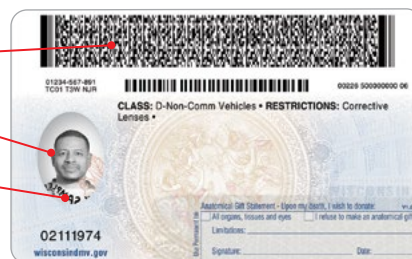 01234-567-891
TC01 T3W NJR
00226 500000000 06
CLASS: D-Non-Comm Vehicles • RESTRICTIONS: Corrective
Lenses •
WISCONSIN
Anatomical Gift Statement - Upon my death, I wish to donate:
All organs, tissues and eyes
I refuse to make an anatomical gift
Limitations:
Signature:
Date:
02111974
wisconsindmv.gov